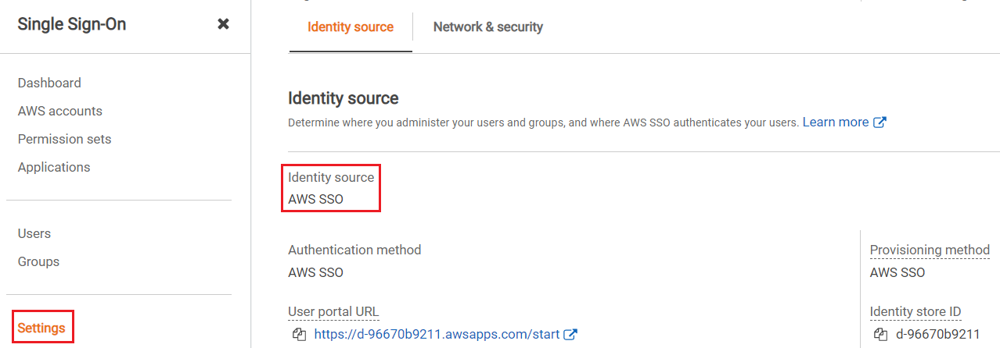 Single Sign-On
Dashboard
AWS accounts
Permission sets
Applications
Users
Groups
Settings
Identity source
Network & security
Identity source
Determine where you administer your users and groups, and where AWS SSO authenticates your users. Learn more
Identity source
AWS SSO
Authentication method
AWS SSO
User portal URL
https://d-96670b9211.awsapps.com/start
Provisioning method
AWS SSO
Identity store ID
d-96670b9211